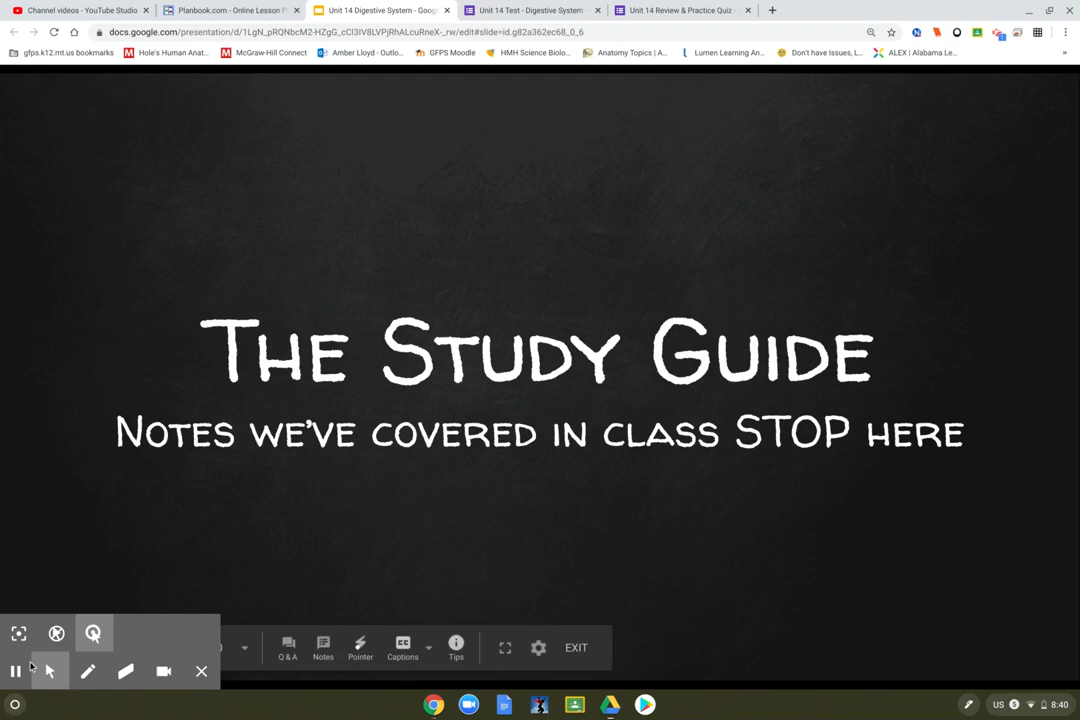 Channel videos - YouTube Studio
Planbook.com - Online Lesson P
Unit 14 Digestive System - Goog
Unit 14 Test - Digestive System -
Unit 14 Review & Practice Quiz -
docs.google.com/presentation/d/1LgN_pRQNbcM2-HZgG_cCl3IV8LVPjRhALcuRneX-_rw/edit#slide=id.g82a362ec68_0_6
gfps.k12.mt.us bookmarks
Hole's Human Anat...
McGraw-Hill Connect
Amber Lloyd - Outlo...
GFPS Moodle
HMH Science Biolo...
Anatomy Topics | A...
Lumen Learning An...
Don't have Issues, L...
ALEX | Alabama Le...
»
The Study Guide
Notes we've covered in class STOP here
Q & A
Notes
Pointer
Captions
Tips
EXIT
US
5
8:40